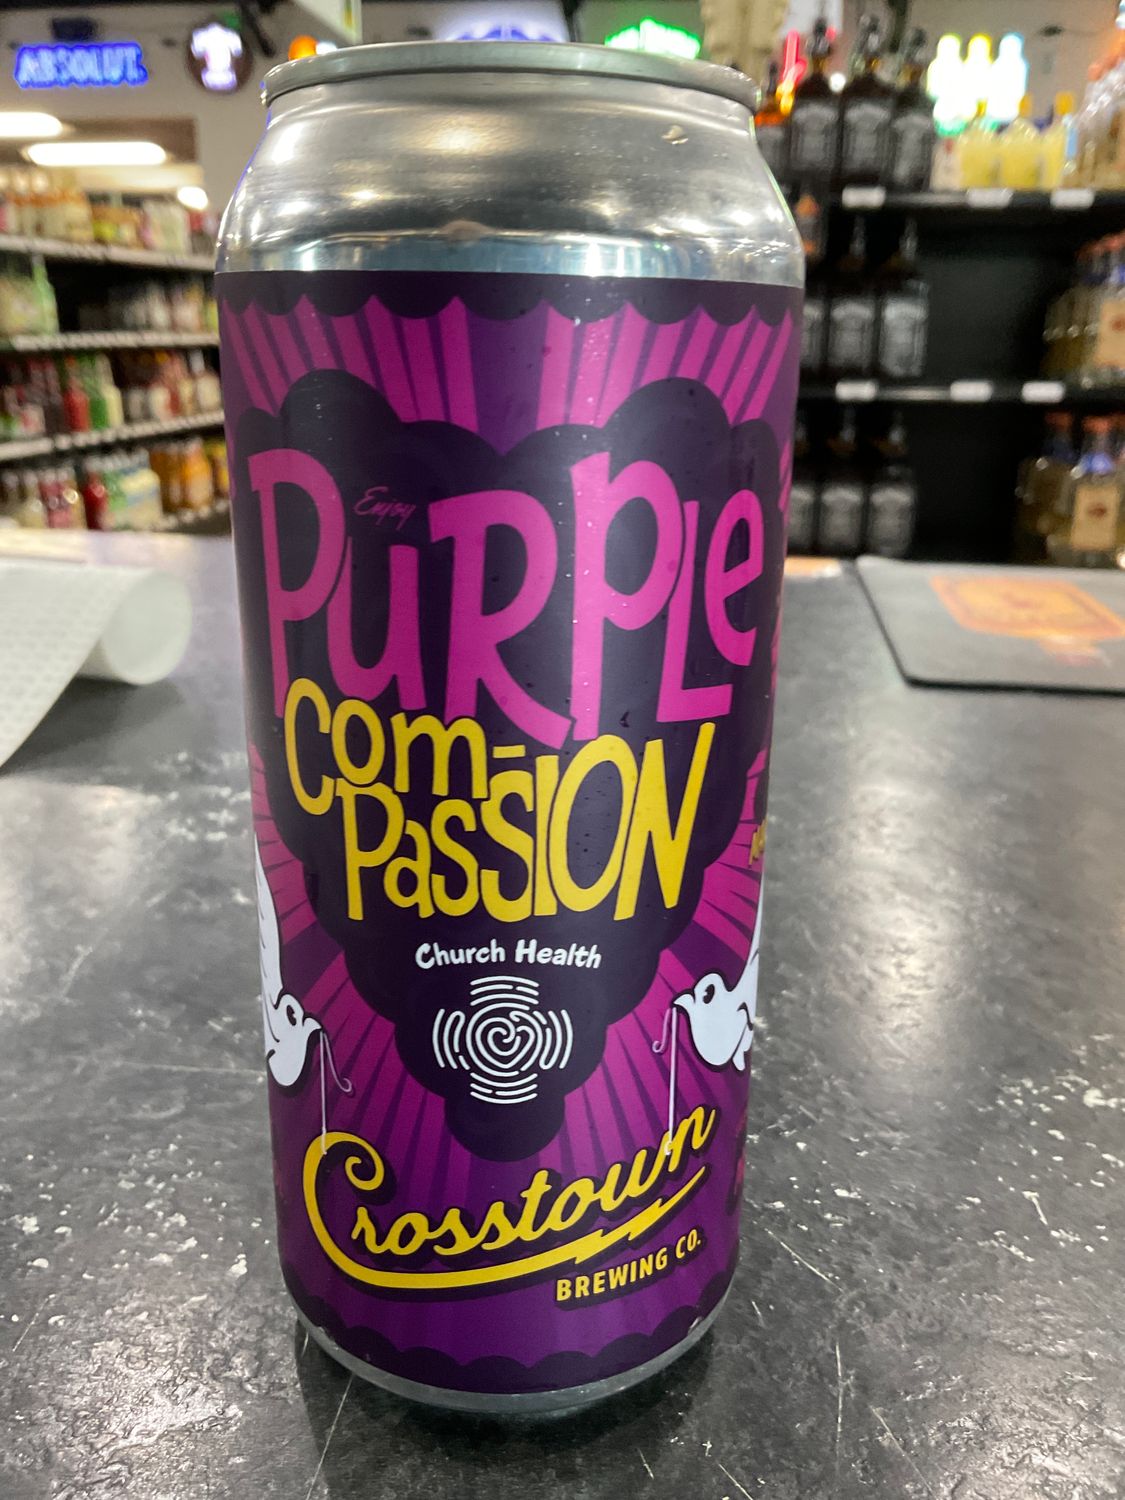 ABSOLUT
Enjoy
PURPLE
COM-
PASSION
Church Health
Crosstown
BREWING CO.